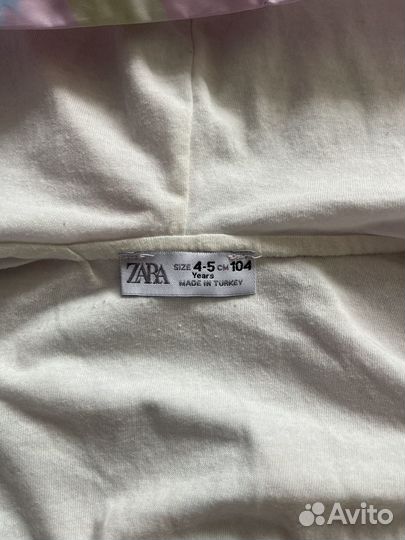 ZARA SIZE 4-5 CM 104
Years
MADE IN TURKEY
Avito